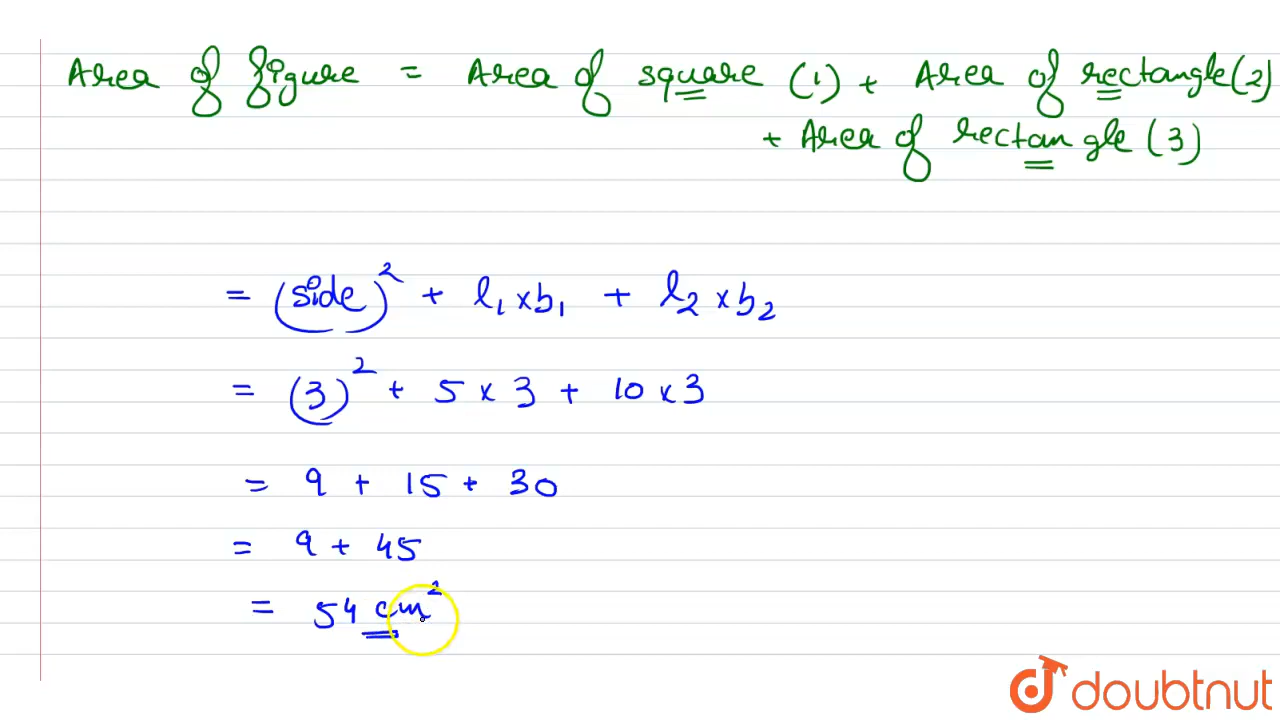 Area of figure = Area of square (1) + Area of rectangle (2)
+ Area of rectangle (3)
= (side)² + l₁ × b₁ + l₂ × b₂
= (3)² + 5 × 3 + 10 × 3
= 9 + 15 + 30
= 9 + 45
= 54 cm²
doubtnut